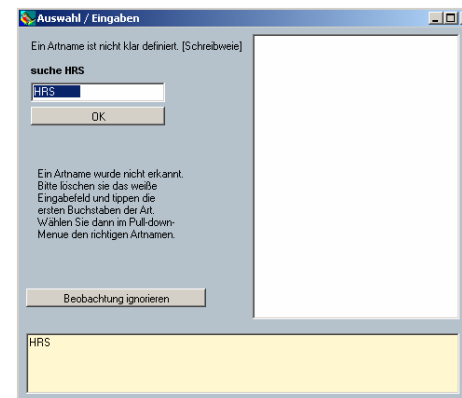 Auswahl / Eingaben
Ein Artname ist nicht klar definiert. [Schreibweie]
suche HRS
HRS
OK
Ein Artname wurde nicht erkannt.
Bitte löschen sie das weiße
Eingabefeld und tippen die
ersten Buchstaben der Art.
Wählen Sie dann im Pull-down-
Menue den richtigen Artnamen.
Beobachtung ignorieren
HRS